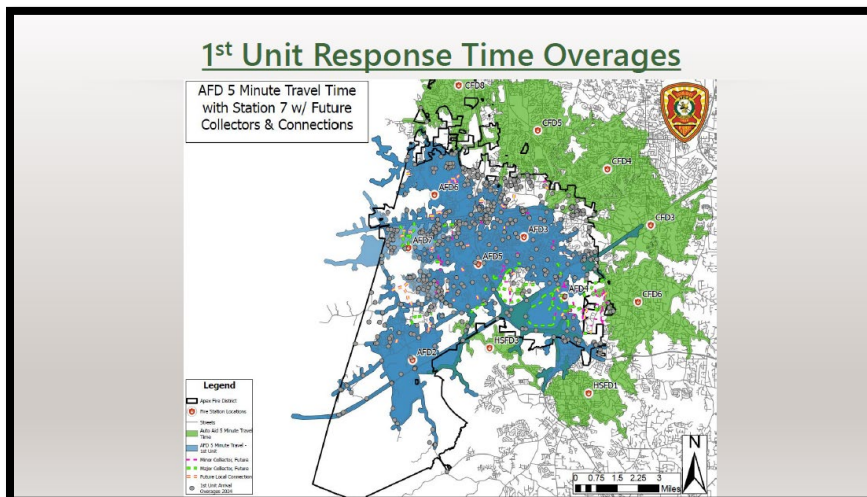 1st Unit Response Time Overages
AFD 5 Minute Travel Time
with Station 7 w/ Future
Collectors & Connections
CFD8
CFD5
CFD4
AFD6
CFD3
AFD3
AFD7
AFD5
AFD4
CFD6
HSFD3
AFD2
HSFD1
Legend
Apex Fire District
Fire Station Locations
Streets
Auto Aid 5 Minute Travel
Time
AFD 5 Minute Travel -
1st Unit
Minor Collector, Future
Major Collector, Future
Future Local Connection
1st Unit Arrival
Overages 2024
N
0 0.75 1.5 2.25 3
Miles